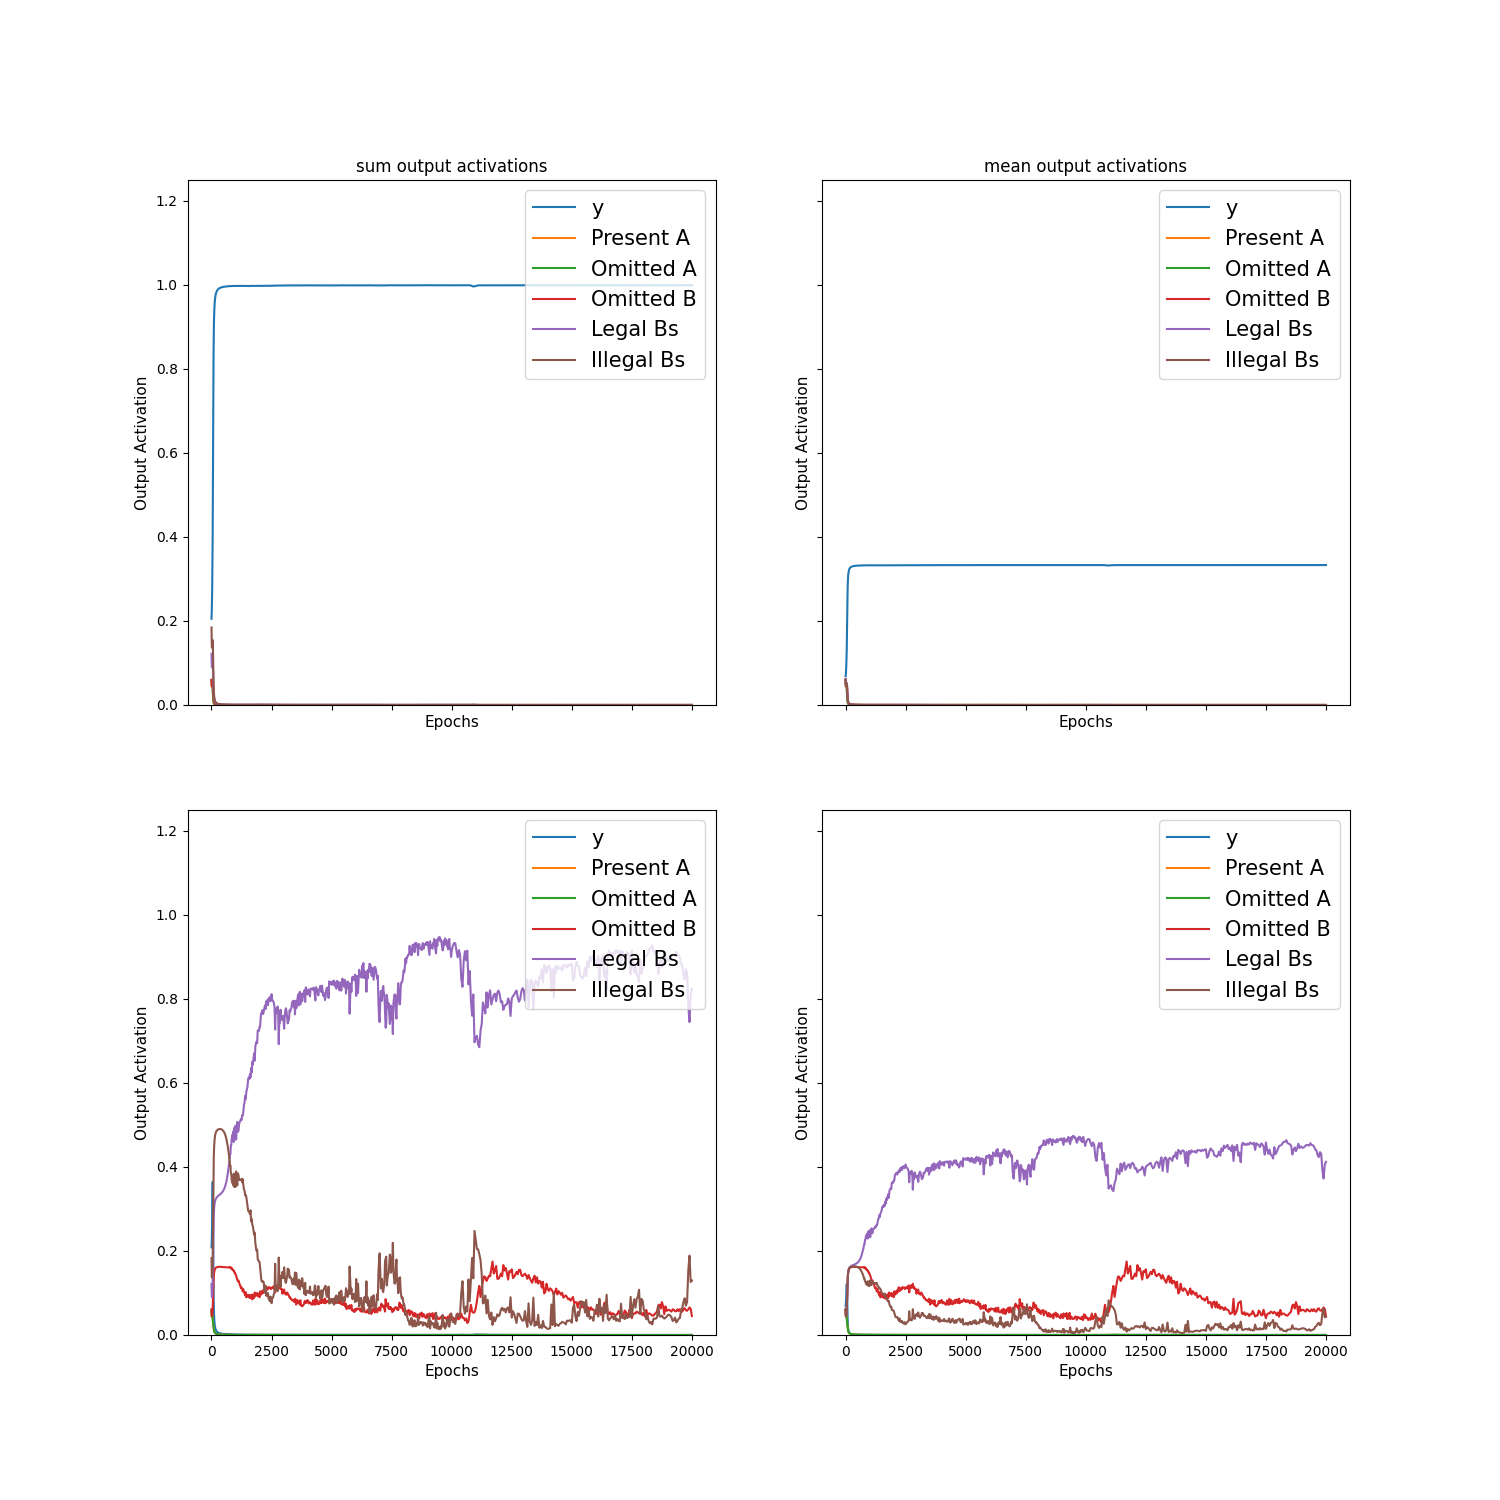 sum output activations
mean output activations
1.2
1.0
0.8
0.6
0.4
0.2
0.0
Output Activation
Epochs
y
Present A
Omitted A
Omitted B
Legal Bs
Illegal Bs
Output Activation
Epochs
y
Present A
Omitted A
Omitted B
Legal Bs
Illegal Bs
1.2
1.0
0.8
0.6
0.4
0.2
0.0
Output Activation
0 2500 5000 7500 10000 12500 15000 17500 20000
Epochs
y
Present A
Omitted A
Omitted B
Legal Bs
Illegal Bs
Output Activation
0 2500 5000 7500 10000 12500 15000 17500 20000
Epochs
y
Present A
Omitted A
Omitted B
Legal Bs
Illegal Bs